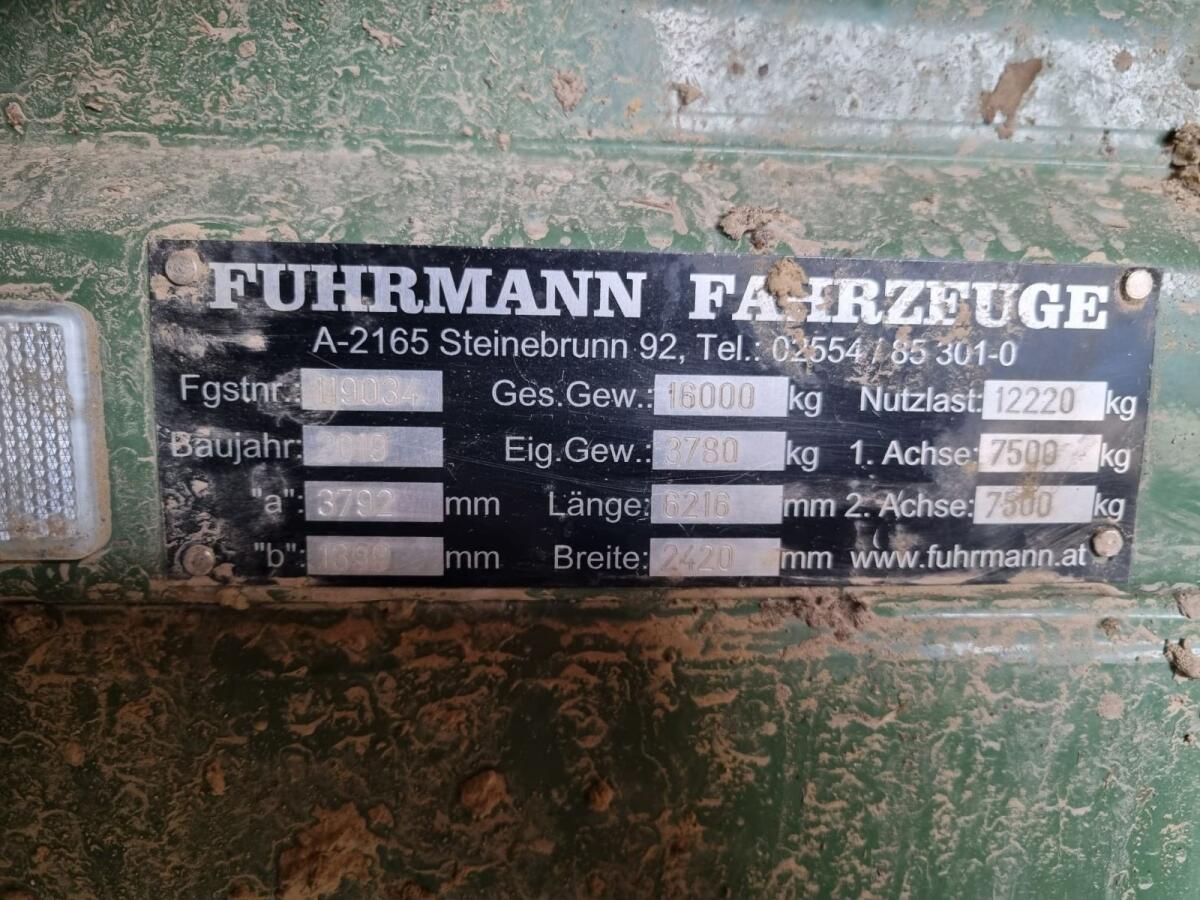 FUHRMANN FAHRZEUGE
A-2165 Steinebrunn 92, Tel.: 02554 / 85 301-0
Fgstnr.: Ges.Gew.: 16000 kg Nutzlast: 12220 kg
Baujahr: 2019 Eig.Gew.: 3780 kg 1. Achse: 7500 kg
"a": 3792 mm Länge: 6216 mm 2. Achse: 7500 kg
"b": mm Breite: 2420 mm www.fuhrmann.at